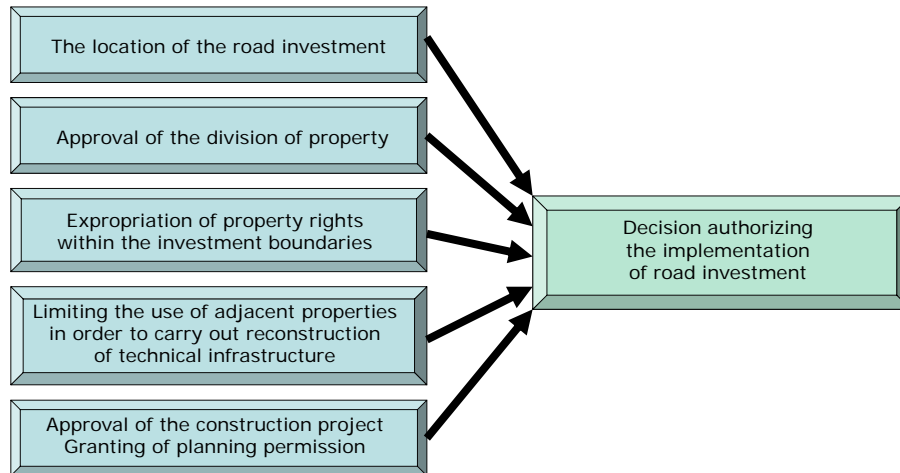 The location of the road investment
Approval of the division of property
Expropriation of property rights
within the investment boundaries
Limiting the use of adjacent properties
in order to carry out reconstruction
of technical infrastructure
Approval of the construction project
Granting of planning permission
Decision authorizing
the implementation
of road investment